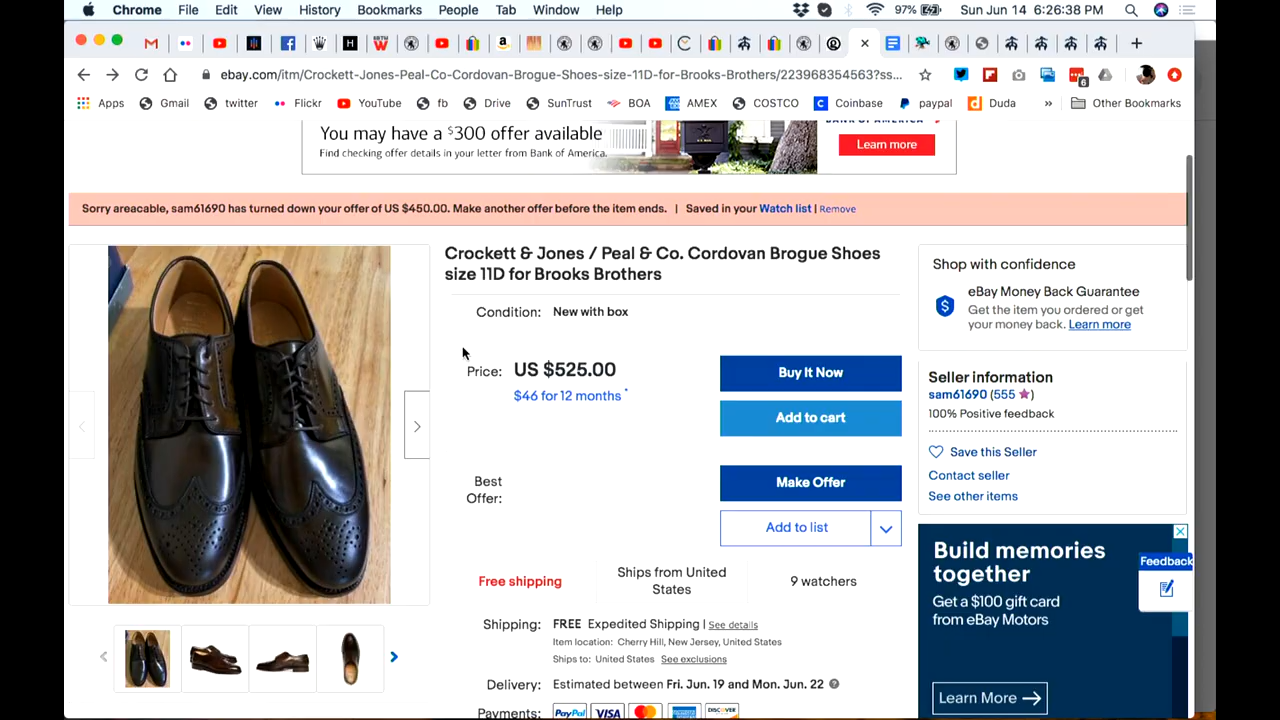 Chrome File Edit View History Bookmarks People Tab Window Help 97% Sun Jun 14 6:26:38 PM
ebay.com/itm/Crockett-Jones-Peal-Co-Cordovan-Brogue-Shoes-size-11D-for-Brooks-Brothers/223968354563?ss...
6
Apps Gmail twitter Flickr YouTube fb Drive SunTrust BOA AMEX COSTCO Coinbase paypal Duda » Other Bookmarks
You may have a $300 offer available
Find checking offer details in your letter from Bank of America.
Learn more
Sorry areacable, sam61690 has turned down your offer of US $450.00. Make another offer before the item ends. | Saved in your Watch list | Remove
Crockett & Jones / Peal & Co. Cordovan Brogue Shoes
size 11D for Brooks Brothers
Condition: New with box
Price: US $525.00
$46 for 12 months*
Buy It Now
Add to cart
Best
Offer:
Make Offer
Add to list
Free shipping
Ships from United
States
9 watchers
Shipping: FREE Expedited Shipping | See details
Item location: Cherry Hill, New Jersey, United States
Ships to: United States See exclusions
Delivery: Estimated between Fri. Jun. 19 and Mon. Jun. 22
Payments: PayPal VISA DISCOVER
Shop with confidence
eBay Money Back Guarantee
Get the item you ordered or get
your money back. Learn more
Seller information
sam61690 (555)
100% Positive feedback
Save this Seller
Contact seller
See other items
Build memories
together
Get a $100 gift card
from eBay Motors
Learn More
Feedback